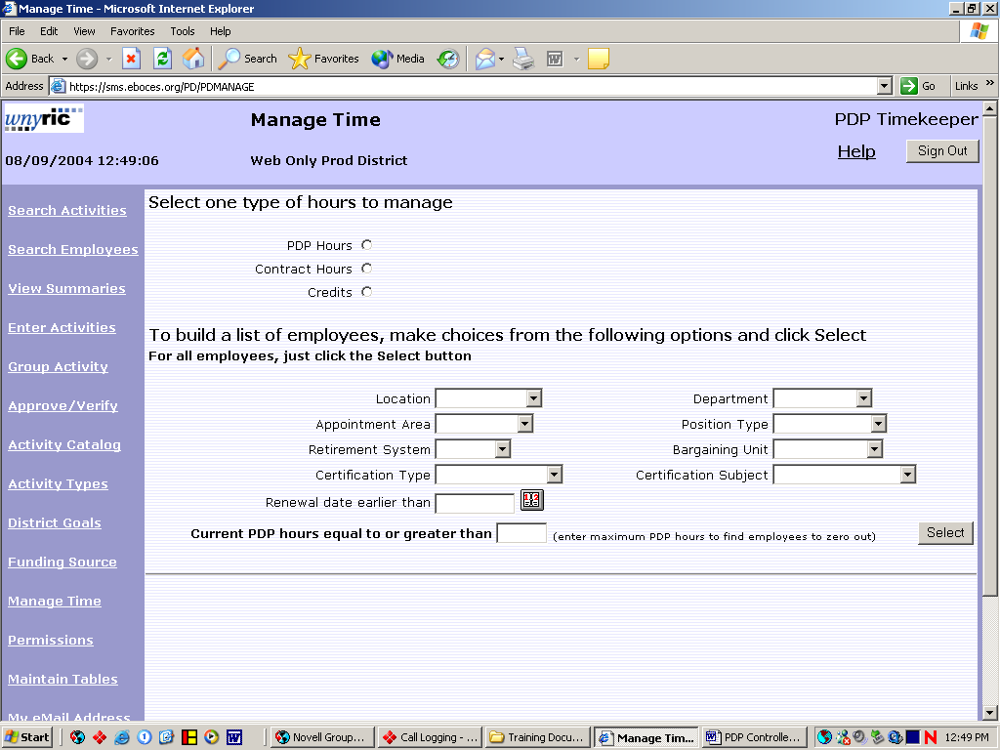 Manage Time - Microsoft Internet Explorer
File Edit View Favorites Tools Help
Back Search Favorites Media
Address https://sms.eboces.org/PD/PDMANAGE Go Links »
wnyric Manage Time PDP Timekeeper
Help Sign Out
08/09/2004 12:49:06 Web Only Prod District
Search Activities
Search Employees
View Summaries
Enter Activities
Group Activity
Approve/Verify
Activity Catalog
Activity Types
District Goals
Funding Source
Manage Time
Permissions
Maintain Tables
My eMail Address
Select one type of hours to manage
PDP Hours
Contract Hours
Credits
To build a list of employees, make choices from the following options and click Select
For all employees, just click the Select button
Location Department
Appointment Area Position Type
Retirement System Bargaining Unit
Certification Type Certification Subject
Renewal date earlier than
Current PDP hours equal to or greater than (enter maximum PDP hours to find employees to zero out) Select
Start Novell Group... Call Logging - ... Training Docu... Manage Tim... PDP Controlle... 12:49 PM